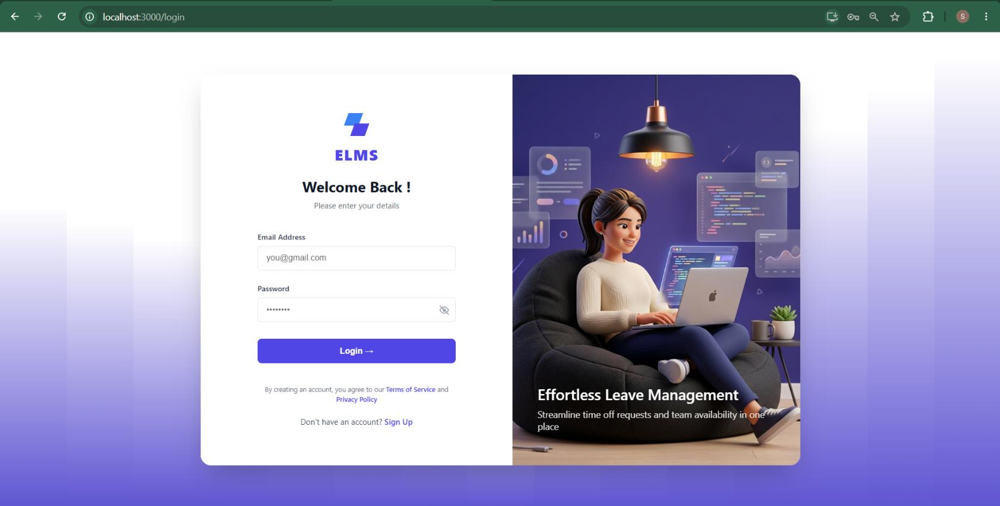 localhost:3000/login
S
ELMS
Welcome Back !
Please enter your details
Email Address
you@gmail.com
Password
••••••••
Login →
By creating an account, you agree to our Terms of Service and
Privacy Policy
Don't have an account? Sign Up
Effortless Leave Management
Streamline time off requests and team availability in one
place